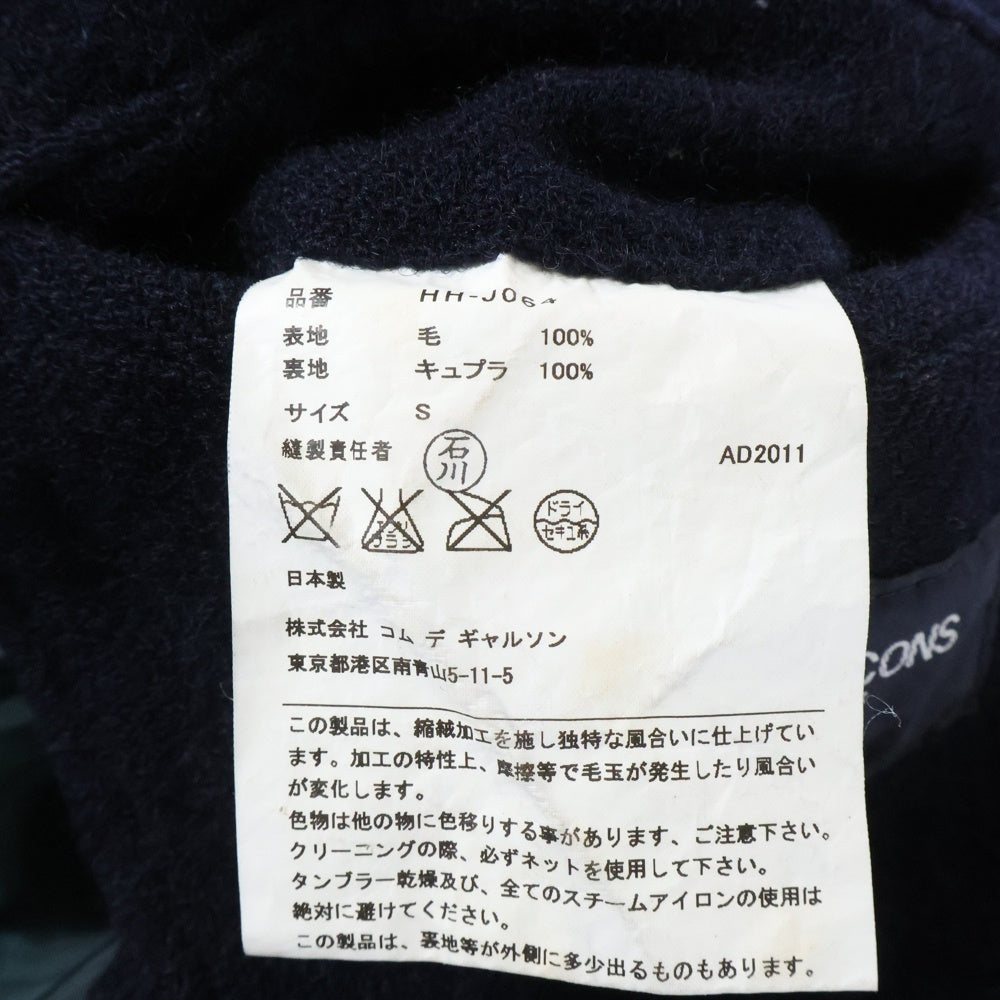 品番 HH-J064
表地 毛 100%
裏地 キュプラ 100%
サイズ S
縫製責任者 石川 AD2011
ドライ
セキユ系
日本製
株式会社 コム デ ギャルソン
東京都港区南青山5-11-5
この製品は、縮絨加工を施し独特な風合いに仕上げてい
ます。加工の特性上、摩擦等で毛玉が発生したり風合い
が変化します。
色物は他の物に色移りする事があります、ご注意下さい。
クリーニングの際、必ずネットを使用して下さい。
タンブラー乾燥及び、全てのスチームアイロンの使用は
絶対に避けてください。
この製品は、裏地等が外側に多少出るものもあります。
CONS